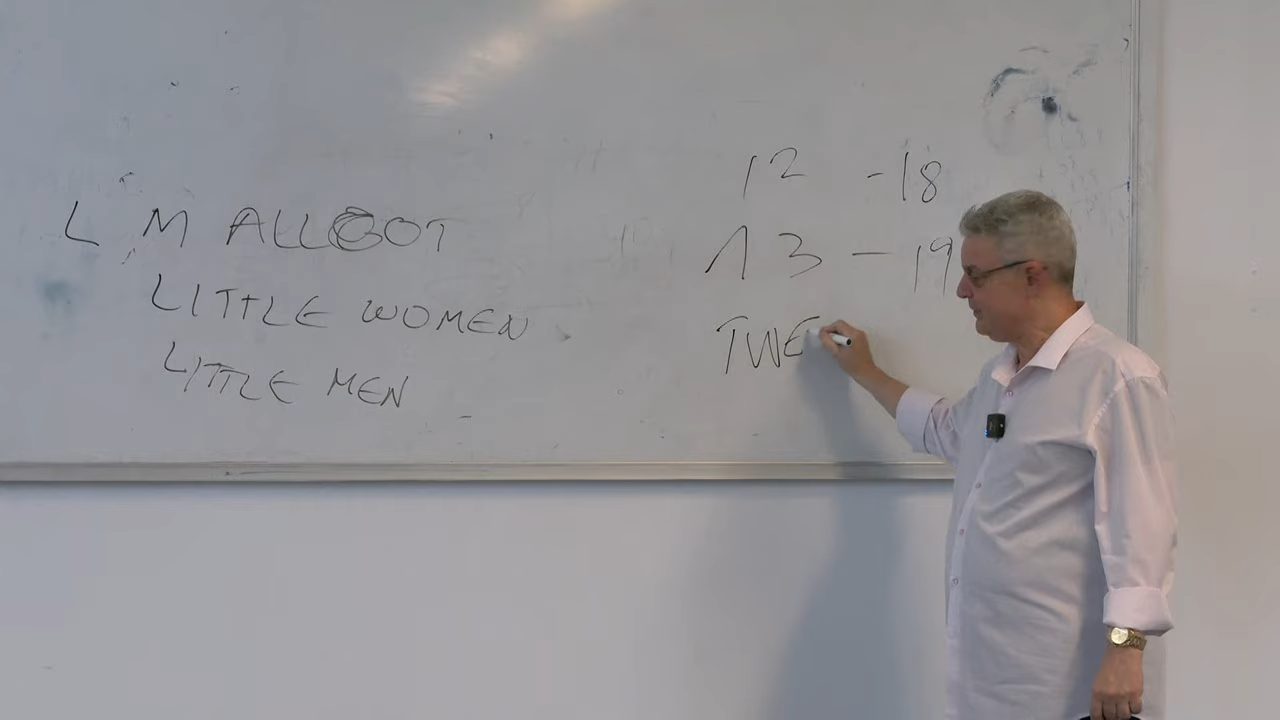 L M ALLCOT
LITTLE WOMEN
LITTLE MEN
12 -18
13 - 19
TWE